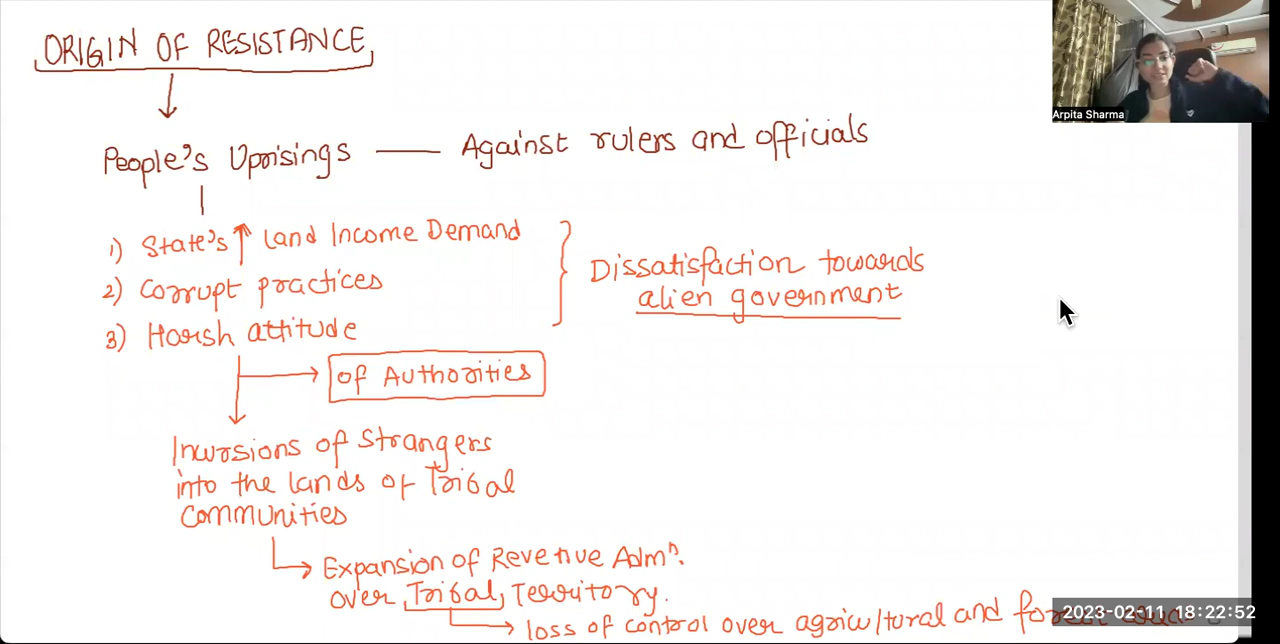 ORIGIN OF RESISTANCE
Arpita Sharma
People's Uprisings — Against rulers and officials
1) State's ↑ Land Income Demand
2) Corrupt practices
3) Harsh attitude
Dissatisfaction towards
alien government
of Authorities
Incursions of Strangers
into the lands of Tribal
Communities
Expansion of Revenue Admⁿ.
over Tribal Territory.
loss of control over agricultural and
2023-02-11 18:22:52